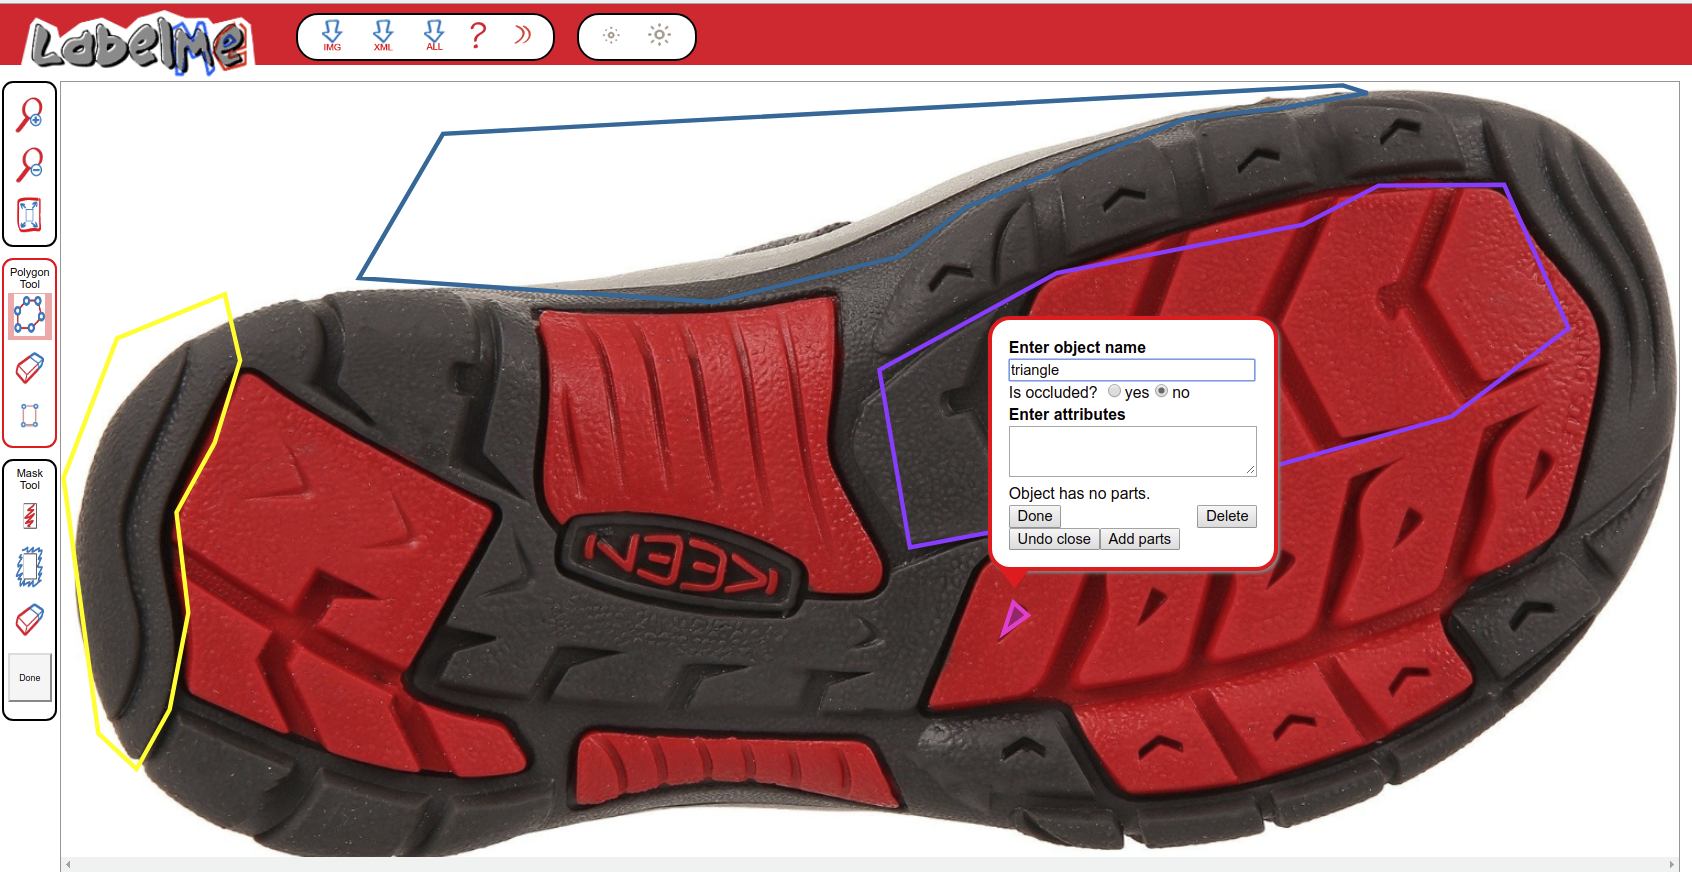 LabelMe
IMG
XML
ALL
?
Polygon
Tool
Mask
Tool
Done
Enter object name
triangle
Is occluded? yes no
Enter attributes
Object has no parts.
Done Delete
Undo close Add parts
KEEN